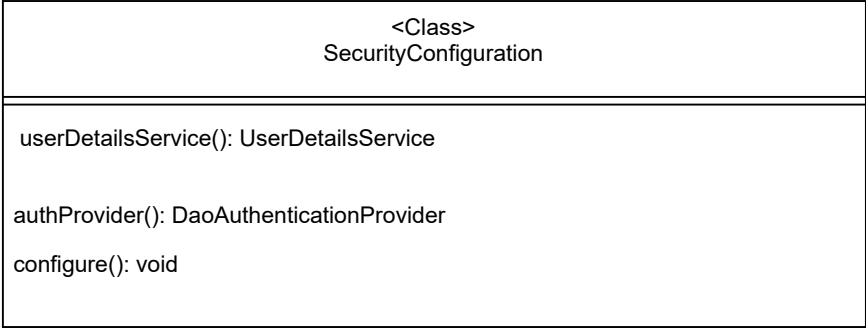 <Class>
SecurityConfiguration
userDetailsService(): UserDetailsService
authProvider(): DaoAuthenticationProvider
configure(): void